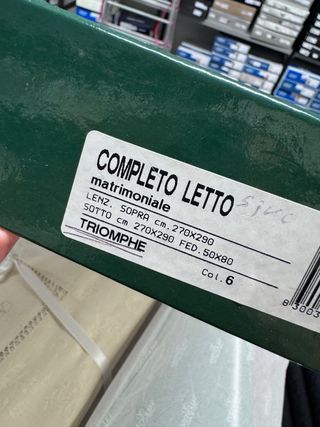 COMPLETO LETTO
matrimoniale
LENZ. SOPRA cm.270X290
SOTTO cm 270X290 FED.50X80
TRIOMPHE
Col.6